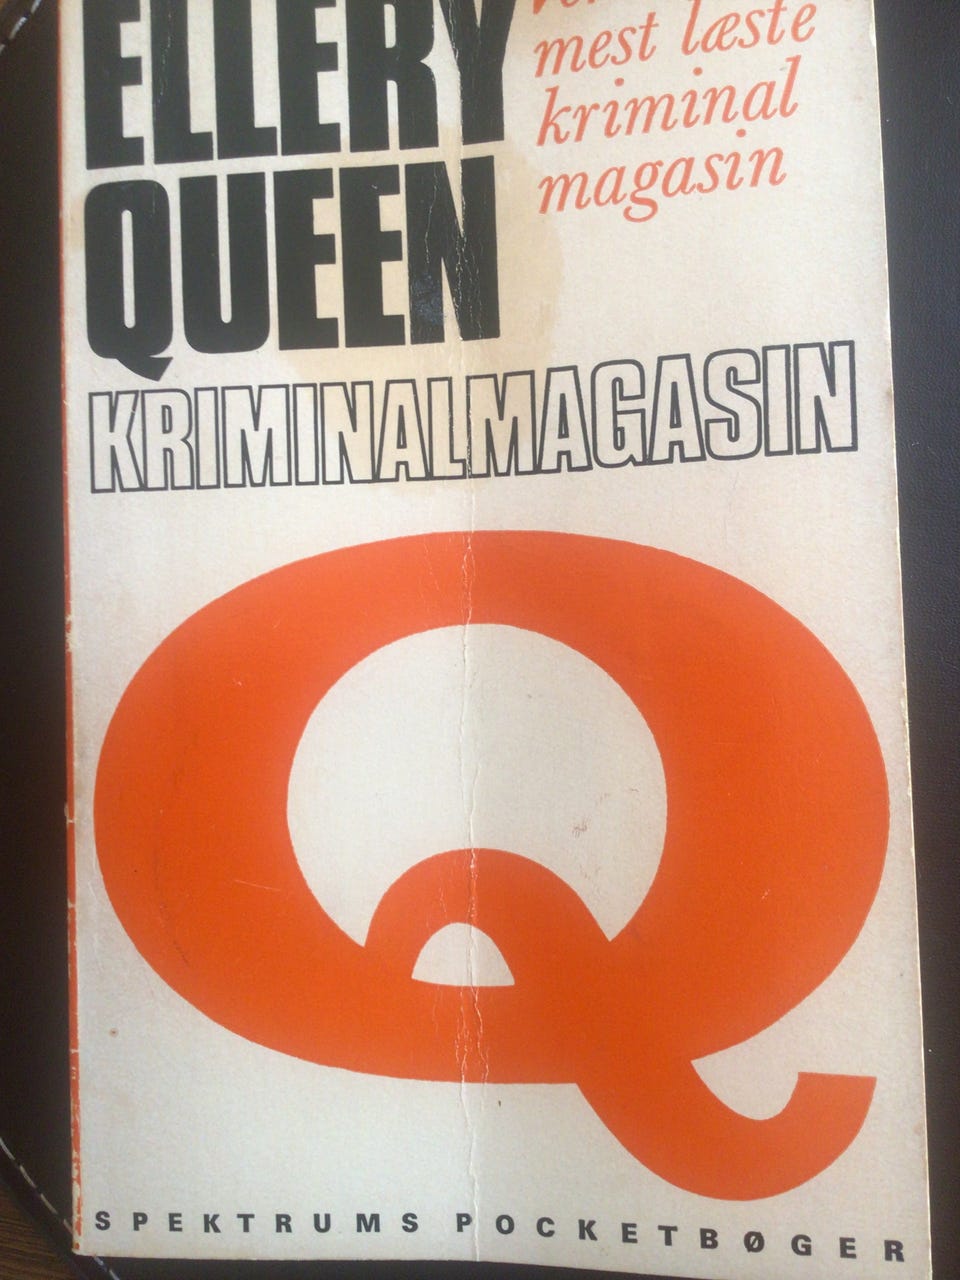 ELLERY
QUEEN
mest læste
kriminal
magasin
KRIMINALMAGASIN
Q
SPEKTRUMS POCKETBØGER